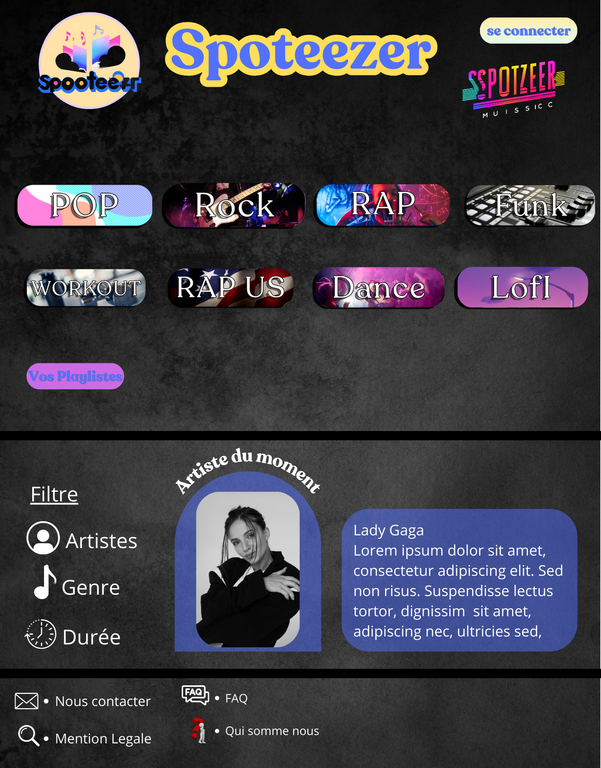 Spooteezr
Spoteezer
se connecter
SSPOTZEER
MUISSICC
POP
Rock
RAP
Funk
WORKOUT
RAP US
Dance
LofI
Vos Playlistes
Artiste du moment
Filtre
Artistes
Genre
Durée
Lady Gaga
Lorem ipsum dolor sit amet,
consectetur adipiscing elit. Sed
non risus. Suspendisse lectus
tortor, dignissim sit amet,
adipiscing nec, ultricies sed,
• Nous contacter
FAQ • FAQ
• Mention Legale
• Qui somme nous